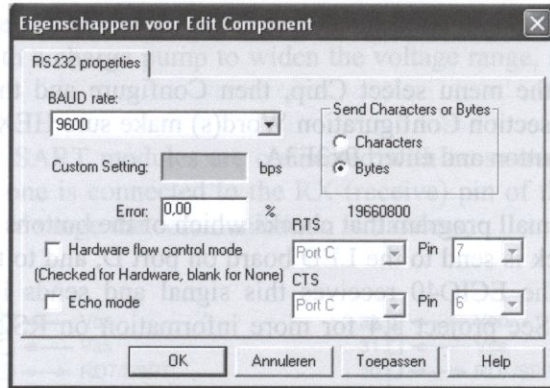 Eigenschappen voor Edit Component
RS232 properties
BAUD rate:
9600
Custom Setting:
bps
Error:
0,00
%
Send Characters or Bytes
Characters
Bytes
19660800
Hardware flow control mode
(Checked for Hardware, blank for None)
Echo mode
RTS
Port C
Pin
7
CTS
Port C
Pin
6
OK
Annuleren
Toepassen
Help